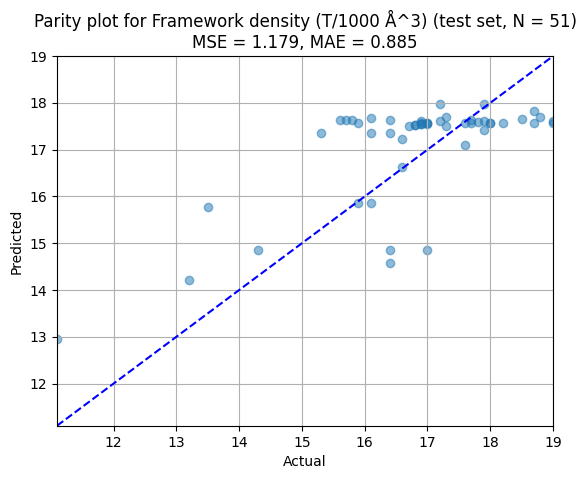 Parity plot for Framework density (T/1000 Å^3) (test set, N = 51)
MSE = 1.179, MAE = 0.885
19
18
17
16
15
14
13
12
Predicted
12 13 14 15 16 17 18 19
Actual